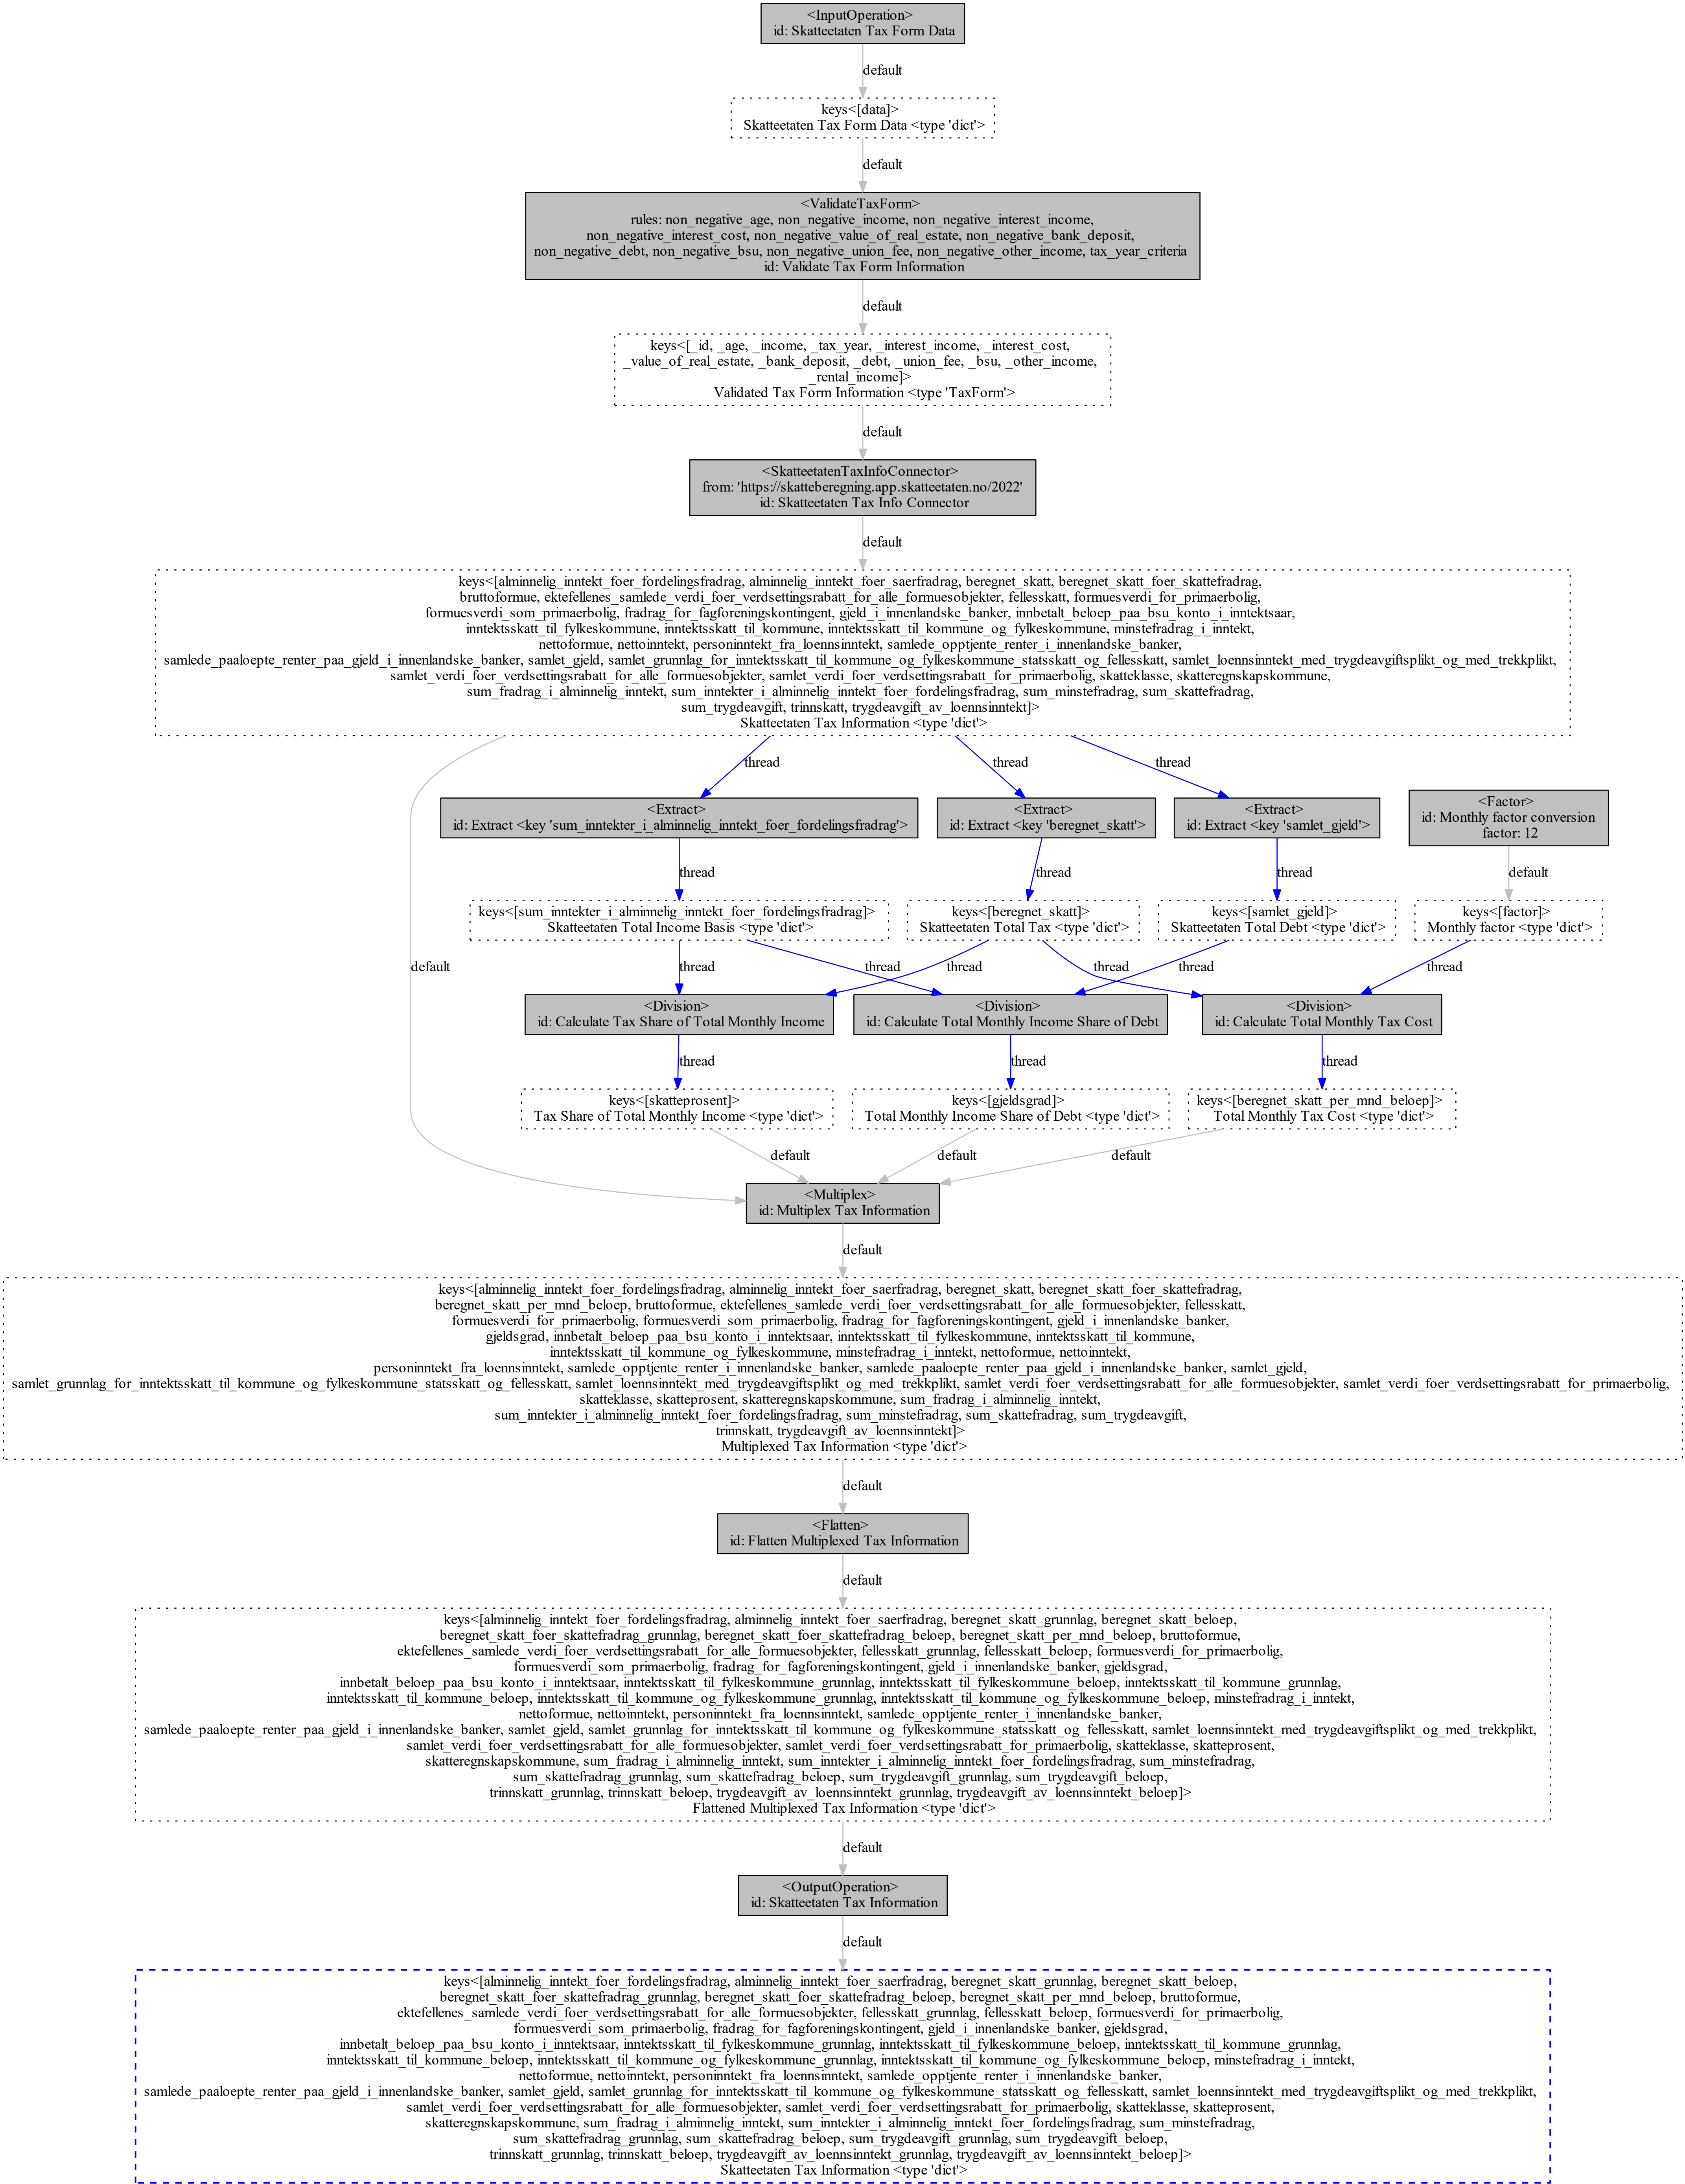 <InputOperation>
id: Skatteetaten Tax Form Data
default
keys<[data]>
Skatteetaten Tax Form Data <type 'dict'>
default
<ValidateTaxForm>
rules: non_negative_age, non_negative_income, non_negative_interest_income,
non_negative_interest_cost, non_negative_value_of_real_estate, non_negative_bank_deposit,
non_negative_debt, non_negative_bsu, non_negative_union_fee, non_negative_other_income, tax_year_criteria
id: Validate Tax Form Information
default
keys<[_id, _age, _income, _tax_year, _interest_income, _interest_cost,
_value_of_real_estate, _bank_deposit, _debt, _union_fee, _bsu, _other_income,
_rental_income]>
Validated Tax Form Information <type 'TaxForm'>
default
<SkatteetatenTaxInfoConnector>
from: 'https://skatteberegning.app.skatteetaten.no/2022'
id: Skatteetaten Tax Info Connector
default
keys<[alminnelig_inntekt_foer_fordelingsfradrag, alminnelig_inntekt_foer_saerfradrag, beregnet_skatt, beregnet_skatt_foer_skattefradrag,
bruttoformue, ektefellenes_samlede_verdi_foer_verdsettingsrabatt_for_alle_formuesobjekter, fellesskatt, formuesverdi_for_primaerbolig,
formuesverdi_som_primaerbolig, fradrag_for_fagforeningskontingent, gjeld_i_innenlandske_banker, innbetalt_beloep_paa_bsu_konto_i_inntektsaar,
inntektsskatt_til_fylkeskommune, inntektsskatt_til_kommune, inntektsskatt_til_kommune_og_fylkeskommune, minstefradrag_i_inntekt,
nettoformue, nettoinntekt, personinntekt_fra_loennsinntekt, samlede_opptjente_renter_i_innenlandske_banker,
samlede_paaloepte_renter_paa_gjeld_i_innenlandske_banker, samlet_gjeld, samlet_grunnlag_for_inntektsskatt_til_kommune_og_fylkeskommune_statsskatt_og_fellesskatt, samlet_loennsinntekt_med_trygdeavgiftsplikt_og_med_trekkplikt,
samlet_verdi_foer_verdsettingsrabatt_for_alle_formuesobjekter, samlet_verdi_foer_verdsettingsrabatt_for_primaerbolig, skatteklasse, skatteregnskapskommune,
sum_fradrag_i_alminnelig_inntekt, sum_inntekter_i_alminnelig_inntekt_foer_fordelingsfradrag, sum_minstefradrag, sum_skattefradrag,
sum_trygdeavgift, trinnskatt, trygdeavgift_av_loennsinntekt]>
Skatteetaten Tax Information <type 'dict'>
thread
thread
thread
<Extract>
id: Extract <key 'sum_inntekter_i_alminnelig_inntekt_foer_fordelingsfradrag'>
<Extract>
id: Extract <key 'beregnet_skatt'>
<Extract>
id: Extract <key 'samlet_gjeld'>
<Factor>
id: Monthly factor conversion
factor: 12
thread
thread
thread
default
keys<[sum_inntekter_i_alminnelig_inntekt_foer_fordelingsfradrag]>
Skatteetaten Total Income Basis <type 'dict'>
keys<[beregnet_skatt]>
Skatteetaten Total Tax <type 'dict'>
keys<[samlet_gjeld]>
Skatteetaten Total Debt <type 'dict'>
keys<[factor]>
Monthly factor <type 'dict'>
default
thread
thread
thread
thread
thread
thread
<Division>
id: Calculate Tax Share of Total Monthly Income
<Division>
id: Calculate Total Monthly Income Share of Debt
<Division>
id: Calculate Total Monthly Tax Cost
thread
thread
thread
keys<[skatteprosent]>
Tax Share of Total Monthly Income <type 'dict'>
keys<[gjeldsgrad]>
Total Monthly Income Share of Debt <type 'dict'>
keys<[beregnet_skatt_per_mnd_beloep]>
Total Monthly Tax Cost <type 'dict'>
default
default
default
<Multiplex>
id: Multiplex Tax Information
default
keys<[alminnelig_inntekt_foer_fordelingsfradrag, alminnelig_inntekt_foer_saerfradrag, beregnet_skatt, beregnet_skatt_foer_skattefradrag,
beregnet_skatt_per_mnd_beloep, bruttoformue, ektefellenes_samlede_verdi_foer_verdsettingsrabatt_for_alle_formuesobjekter, fellesskatt,
formuesverdi_for_primaerbolig, formuesverdi_som_primaerbolig, fradrag_for_fagforeningskontingent, gjeld_i_innenlandske_banker,
gjeldsgrad, innbetalt_beloep_paa_bsu_konto_i_inntektsaar, inntektsskatt_til_fylkeskommune, inntektsskatt_til_kommune,
inntektsskatt_til_kommune_og_fylkeskommune, minstefradrag_i_inntekt, nettoformue, nettoinntekt,
personinntekt_fra_loennsinntekt, samlede_opptjente_renter_i_innenlandske_banker, samlede_paaloepte_renter_paa_gjeld_i_innenlandske_banker, samlet_gjeld,
samlet_grunnlag_for_inntektsskatt_til_kommune_og_fylkeskommune_statsskatt_og_fellesskatt, samlet_loennsinntekt_med_trygdeavgiftsplikt_og_med_trekkplikt, samlet_verdi_foer_verdsettingsrabatt_for_alle_formuesobjekter, samlet_verdi_foer_verdsettingsrabatt_for_primaerbolig,
skatteklasse, skatteprosent, skatteregnskapskommune, sum_fradrag_i_alminnelig_inntekt,
sum_inntekter_i_alminnelig_inntekt_foer_fordelingsfradrag, sum_minstefradrag, sum_skattefradrag, sum_trygdeavgift,
trinnskatt, trygdeavgift_av_loennsinntekt]>
Multiplexed Tax Information <type 'dict'>
default
<Flatten>
id: Flatten Multiplexed Tax Information
default
keys<[alminnelig_inntekt_foer_fordelingsfradrag, alminnelig_inntekt_foer_saerfradrag, beregnet_skatt_grunnlag, beregnet_skatt_beloep,
beregnet_skatt_foer_skattefradrag_grunnlag, beregnet_skatt_foer_skattefradrag_beloep, beregnet_skatt_per_mnd_beloep, bruttoformue,
ektefellenes_samlede_verdi_foer_verdsettingsrabatt_for_alle_formuesobjekter, fellesskatt_grunnlag, fellesskatt_beloep, formuesverdi_for_primaerbolig,
formuesverdi_som_primaerbolig, fradrag_for_fagforeningskontingent, gjeld_i_innenlandske_banker, gjeldsgrad,
innbetalt_beloep_paa_bsu_konto_i_inntektsaar, inntektsskatt_til_fylkeskommune_grunnlag, inntektsskatt_til_fylkeskommune_beloep, inntektsskatt_til_kommune_grunnlag,
inntektsskatt_til_kommune_beloep, inntektsskatt_til_kommune_og_fylkeskommune_grunnlag, inntektsskatt_til_kommune_og_fylkeskommune_beloep, minstefradrag_i_inntekt,
nettoformue, nettoinntekt, personinntekt_fra_loennsinntekt, samlede_opptjente_renter_i_innenlandske_banker,
samlede_paaloepte_renter_paa_gjeld_i_innenlandske_banker, samlet_gjeld, samlet_grunnlag_for_inntektsskatt_til_kommune_og_fylkeskommune_statsskatt_og_fellesskatt, samlet_loennsinntekt_med_trygdeavgiftsplikt_og_med_trekkplikt,
samlet_verdi_foer_verdsettingsrabatt_for_alle_formuesobjekter, samlet_verdi_foer_verdsettingsrabatt_for_primaerbolig, skatteklasse, skatteprosent,
skatteregnskapskommune, sum_fradrag_i_alminnelig_inntekt, sum_inntekter_i_alminnelig_inntekt_foer_fordelingsfradrag, sum_minstefradrag,
sum_skattefradrag_grunnlag, sum_skattefradrag_beloep, sum_trygdeavgift_grunnlag, sum_trygdeavgift_beloep,
trinnskatt_grunnlag, trinnskatt_beloep, trygdeavgift_av_loennsinntekt_grunnlag, trygdeavgift_av_loennsinntekt_beloep]>
Flattened Multiplexed Tax Information <type 'dict'>
default
<OutputOperation>
id: Skatteetaten Tax Information
default
keys<[alminnelig_inntekt_foer_fordelingsfradrag, alminnelig_inntekt_foer_saerfradrag, beregnet_skatt_grunnlag, beregnet_skatt_beloep,
beregnet_skatt_foer_skattefradrag_grunnlag, beregnet_skatt_foer_skattefradrag_beloep, beregnet_skatt_per_mnd_beloep, bruttoformue,
ektefellenes_samlede_verdi_foer_verdsettingsrabatt_for_alle_formuesobjekter, fellesskatt_grunnlag, fellesskatt_beloep, formuesverdi_for_primaerbolig,
formuesverdi_som_primaerbolig, fradrag_for_fagforeningskontingent, gjeld_i_innenlandske_banker, gjeldsgrad,
innbetalt_beloep_paa_bsu_konto_i_inntektsaar, inntektsskatt_til_fylkeskommune_grunnlag, inntektsskatt_til_fylkeskommune_beloep, inntektsskatt_til_kommune_grunnlag,
inntektsskatt_til_kommune_beloep, inntektsskatt_til_kommune_og_fylkeskommune_grunnlag, inntektsskatt_til_kommune_og_fylkeskommune_beloep, minstefradrag_i_inntekt,
nettoformue, nettoinntekt, personinntekt_fra_loennsinntekt, samlede_opptjente_renter_i_innenlandske_banker,
samlede_paaloepte_renter_paa_gjeld_i_innenlandske_banker, samlet_gjeld, samlet_grunnlag_for_inntektsskatt_til_kommune_og_fylkeskommune_statsskatt_og_fellesskatt, samlet_loennsinntekt_med_trygdeavgiftsplikt_og_med_trekkplikt,
samlet_verdi_foer_verdsettingsrabatt_for_alle_formuesobjekter, samlet_verdi_foer_verdsettingsrabatt_for_primaerbolig, skatteklasse, skatteprosent,
skatteregnskapskommune, sum_fradrag_i_alminnelig_inntekt, sum_inntekter_i_alminnelig_inntekt_foer_fordelingsfradrag, sum_minstefradrag,
sum_skattefradrag_grunnlag, sum_skattefradrag_beloep, sum_trygdeavgift_grunnlag, sum_trygdeavgift_beloep,
trinnskatt_grunnlag, trinnskatt_beloep, trygdeavgift_av_loennsinntekt_grunnlag, trygdeavgift_av_loennsinntekt_beloep]>
Skatteetaten Tax Information <type 'dict'>